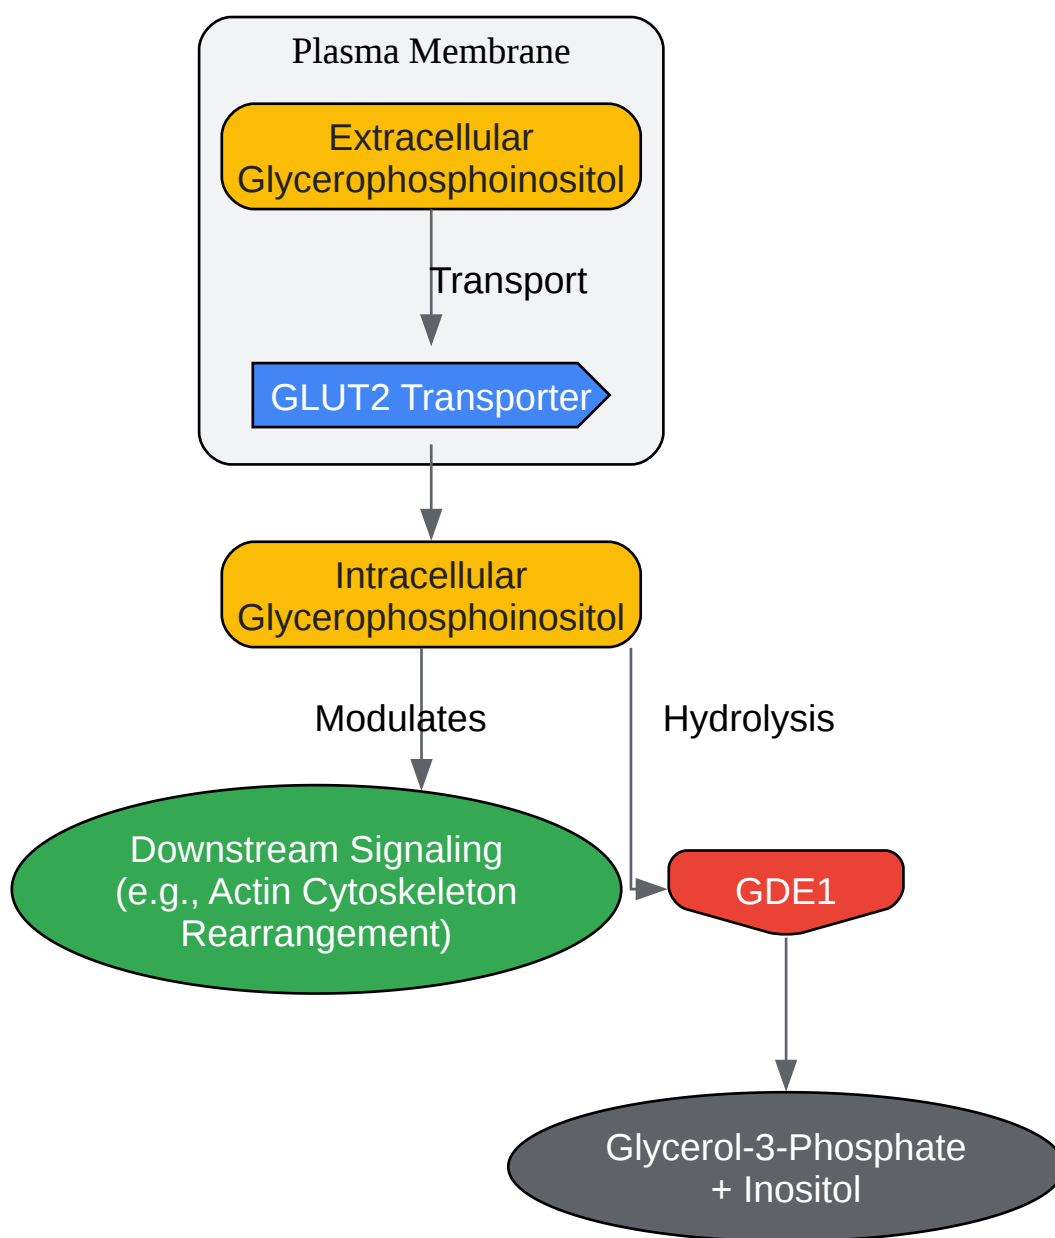 Plasma Membrane
Extracellular
Glycerophosphoinositol
Transport
GLUT2 Transporter
Intracellular
Glycerophosphoinositol
Modulates
Hydrolysis
Downstream Signaling
(e.g., Actin Cytoskeleton
Rearrangement)
GDE1
Glycerol-3-Phosphate
+ Inositol